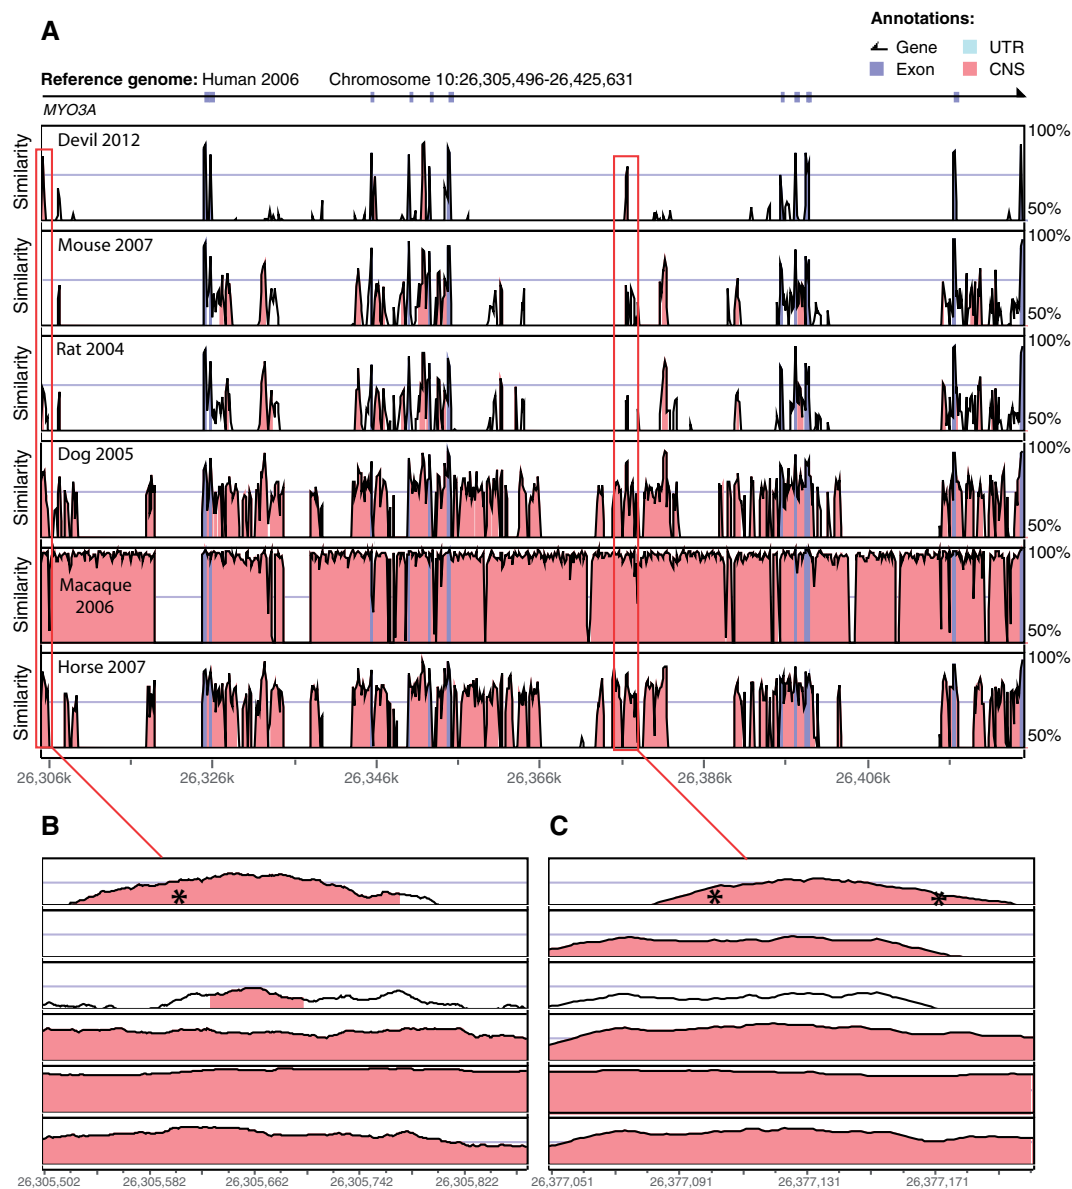 A
Annotations:
Gene UTR
Exon CNS
Reference genome: Human 2006 Chromosome 10:26,305,496-26,425,631
MYO3A
Similarity Devil 2012 100%
50%
Similarity Mouse 2007 100%
50%
Similarity Rat 2004 100%
50%
Similarity Dog 2005 100%
50%
Similarity Macaque 2006 100%
50%
Similarity Horse 2007 100%
50%
26,306k 26,326k 26,346k 26,366k 26,386k 26,406k
B C
* * *
26,305,502 26,305,582 26,305,662 26,305,742 26,305,822 26,377,051 26,377,091 26,377,131 26,377,171